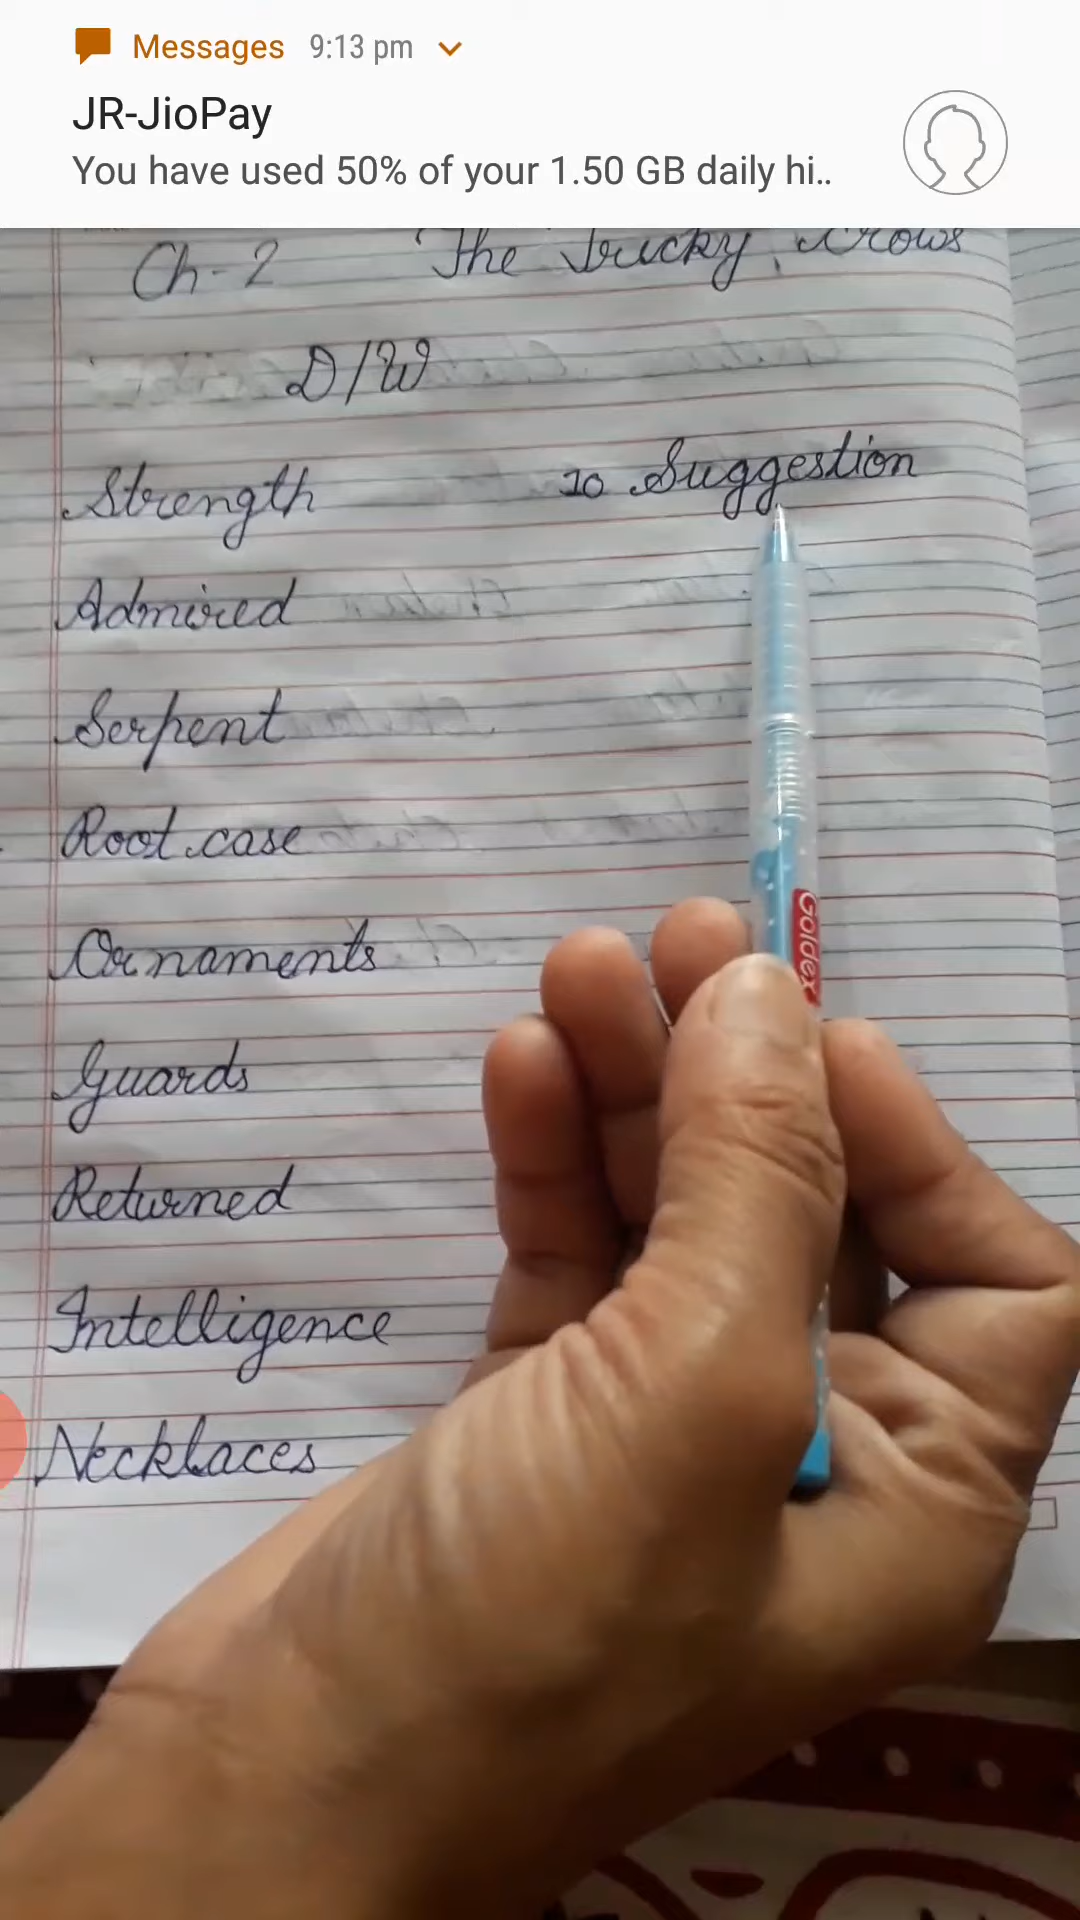 Messages 9:13 pm
JR-JioPay
You have used 50% of your 1.50 GB daily hi..
Ch-2 The Tricky Crows
D/W
Strength 10 Suggestion
Admired
Serpent
Root case
Ornaments
Guards
Returned
Intelligence
Necklaces
Goldex